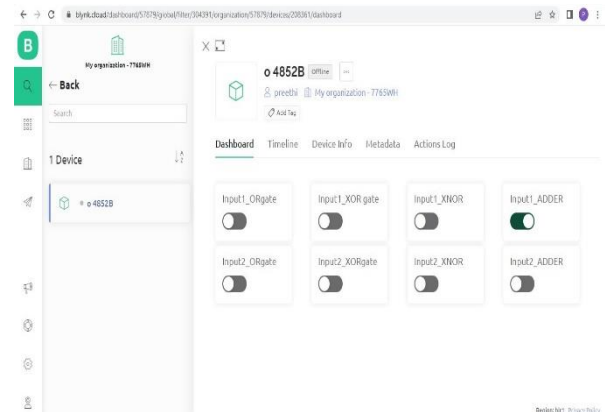 blynk.cloud/dashboard/57879/global/filter/304391/organization/57879/devices/208361/dashboard
B
My organization - 7765WH
← Back
Search
1 Device
o 4852B
X
o 4852B Offline ...
preethi My organization - 7765WH
Add Tag
Dashboard Timeline Device Info Metadata Actions Log
Input1_ORgate Input1_XOR gate Input1_XNOR Input1_ADDER
Input2_ORgate Input2_XORgate Input2_XNOR Input2_ADDER
Privacy Policy